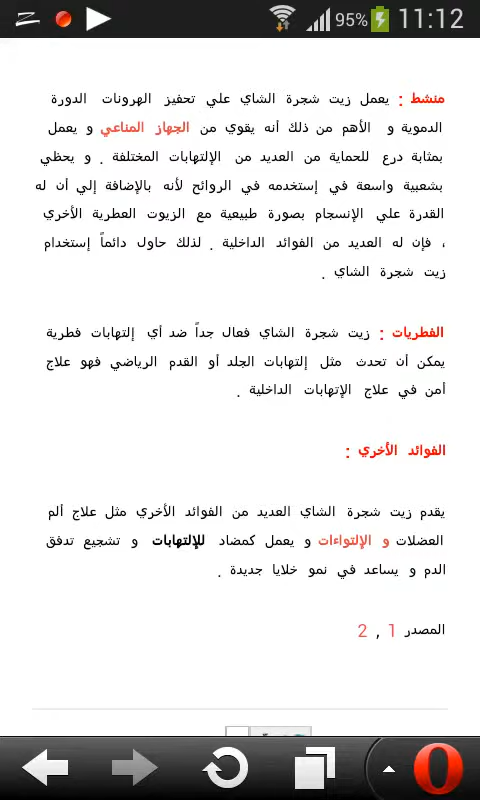 95% 11:12
منشط : يعمل زيت شجرة الشاي علي تحفيز الهرونات الدورة
الدموية و الأهم من ذلك أنه يقوي من الجهاز المناعي و يعمل
بمثابة درع للحماية من العديد من الإلتهابات المختلفة . و يحظي
بشعبية واسعة في إستخدمه في الروائح لأنه بالإضافة إلي أن له
القدرة علي الإنسجام بصورة طبيعية مع الزيوت العطرية الأخري
، فإن له العديد من الفوائد الداخلية . لذلك حاول دائماً إستخدام
زيت شجرة الشاي .
الفطريات : زيت شجرة الشاي فعال جداً ضد أي إلتهابات فطرية
يمكن أن تحدث مثل إلتهابات الجلد أو القدم الرياضي فهو علاج
أمن في علاج الإتهابات الداخلية .
الفوائد الأخري :
يقدم زيت شجرة الشاي العديد من الفوائد الأخري مثل علاج ألم
العضلات و الإلتواءات و يعمل كمضاد للإلتهابات و تشجيع تدفق
الدم و يساعد في نمو خلايا جديدة .
المصدر 1 , 2